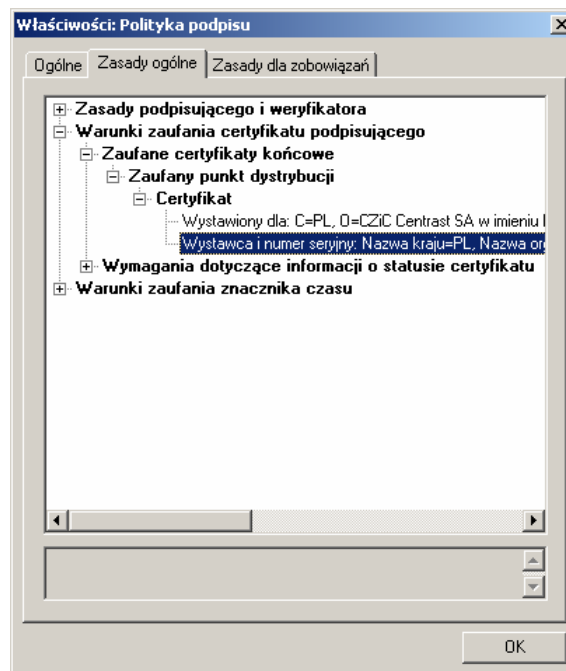 Właściwości: Polityka podpisu
Ogólne Zasady ogólne Zasady dla zobowiązań
Zasady podpisującego i weryfikatora
Warunki zaufania certyfikatu podpisującego
Zaufane certyfikaty końcowe
Zaufany punkt dystrybucji
Certyfikat
Wystawiony dla: C=PL, O=CZiC Centrast SA w imieniu
Wystawca i numer seryjny: Nazwa kraju=PL, Nazwa
Wymagania dotyczące informacji o statusie certyfikatu
Warunki zaufania znacznika czasu
OK